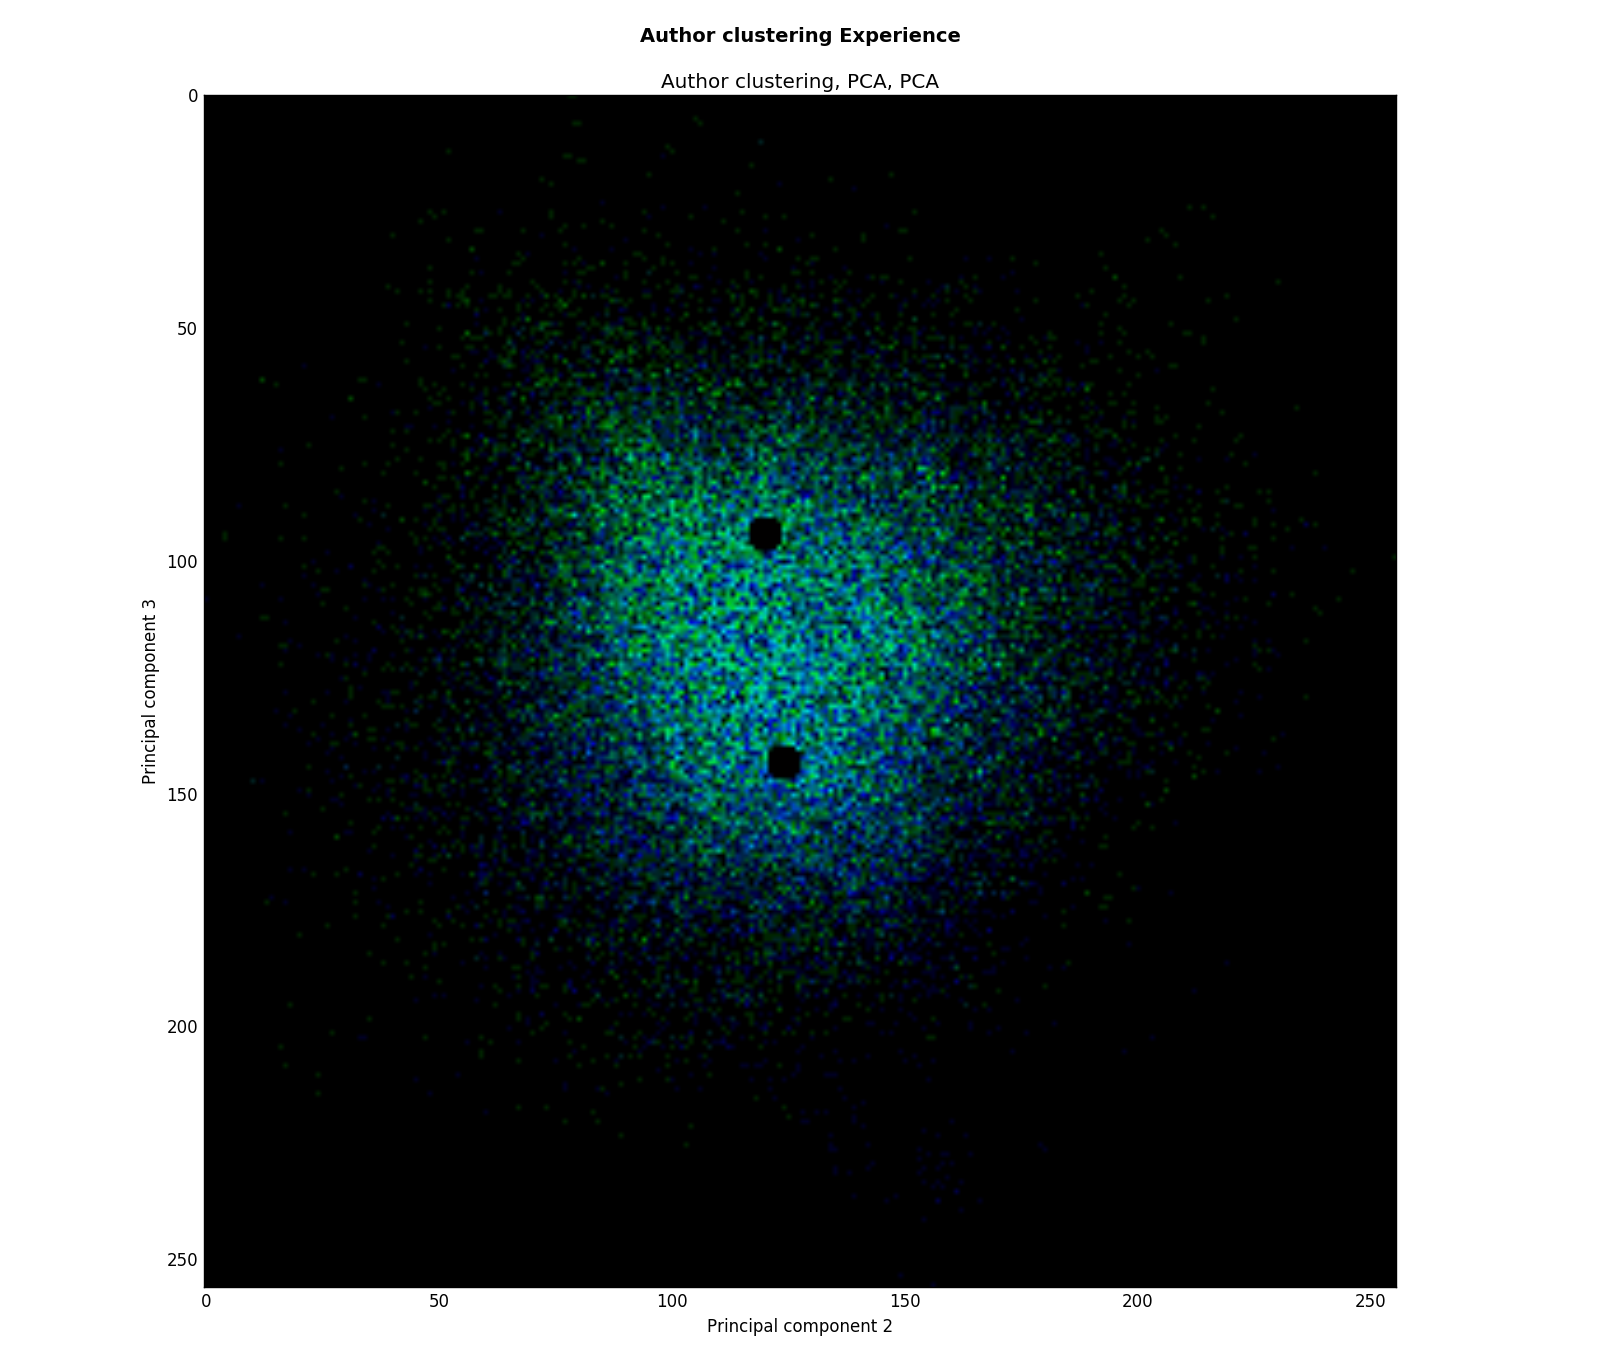 Author clustering Experience
Author clustering, PCA, PCA
0
50
100
150
200
250
Principal component 3
0 50 100 150 200 250
Principal component 2